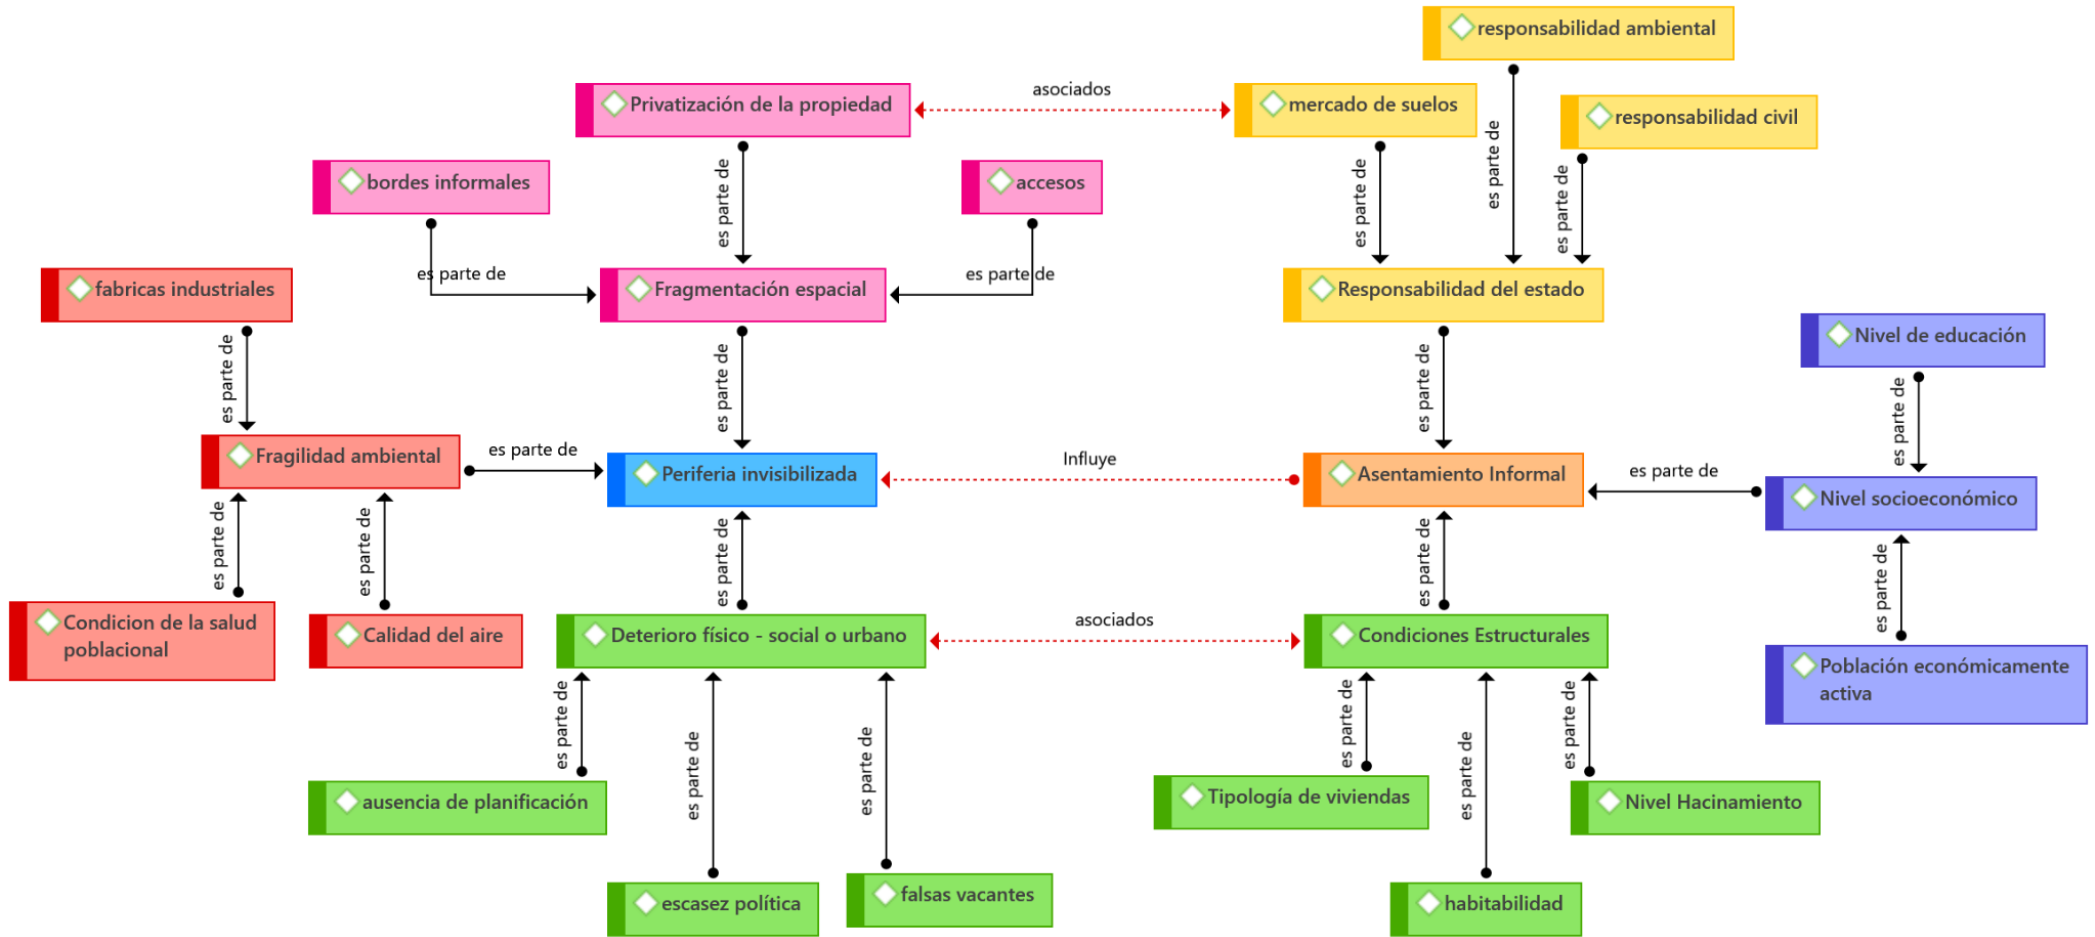 responsabilidad ambiental
Privatización de la propiedad
asociados
mercado de suelos
responsabilidad civil
es parte de
bordes informales
es parte de
accesos
es parte de
es parte de
es parte de
es parte de
fabricas industriales
Fragmentación espacial
Responsabilidad del estado
Nivel de educación
es parte de
es parte de
es parte de
es parte de
Fragilidad ambiental
es parte de
Periferia invisibilizada
Influye
Asentamiento Informal
es parte de
Nivel socioeconómico
es parte de
es parte de
es parte de
es parte de
es parte de
Condicion de la salud
poblacional
Calidad del aire
Deterioro físico - social o urbano
asociados
Condiciones Estructurales
Población económicamente
activa
es parte de
es parte de
es parte de
es parte de
es parte de
es parte de
ausencia de planificación
Tipología de viviendas
Nivel Hacinamiento
escasez política
falsas vacantes
habitabilidad